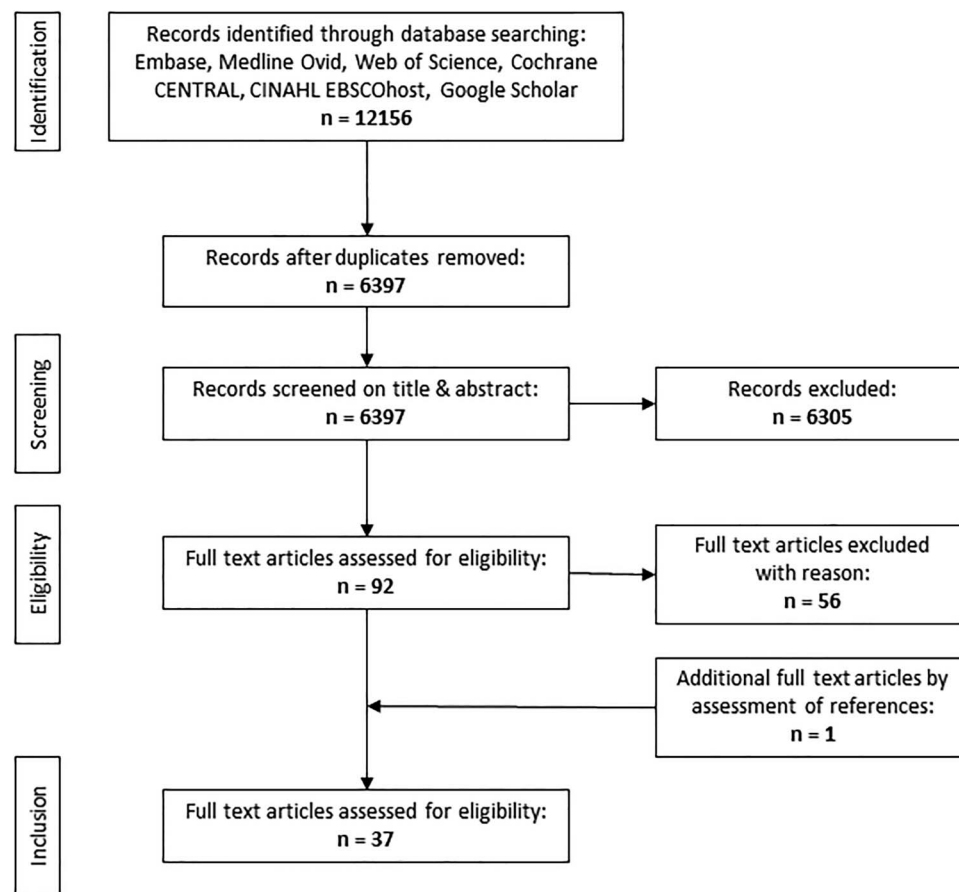 Identification
Records identified through database searching:
Embase, Medline Ovid, Web of Science, Cochrane
CENTRAL, CINAHL EBSCOhost, Google Scholar
n = 12156
Records after duplicates removed:
n = 6397
Screening
Records screened on title & abstract:
n = 6397
Records excluded:
n = 6305
Eligibility
Full text articles assessed for eligibility:
n = 92
Full text articles excluded
with reason:
n = 56
Additional full text articles by
assessment of references:
n = 1
Inclusion
Full text articles assessed for eligibility:
n = 37